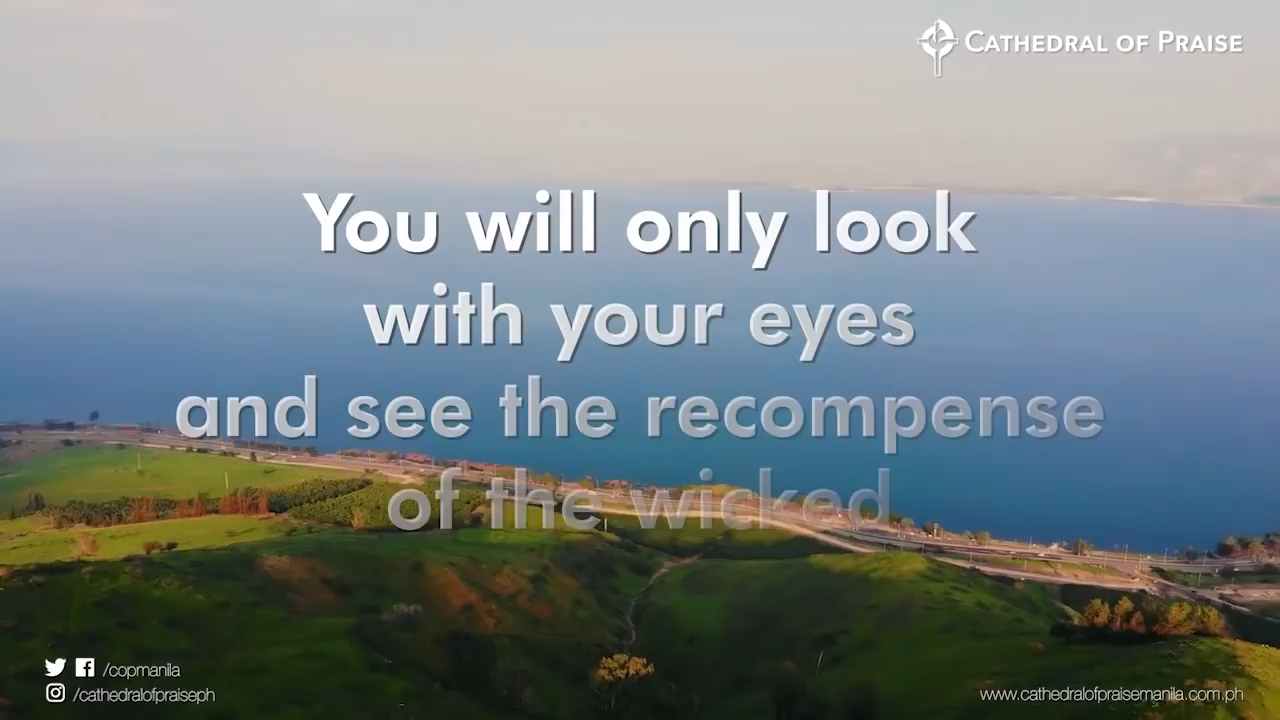 CATHEDRAL OF PRAISE
You will only look
with your eyes
and see the recompense
of the wicked
/copmanila
/cathedralofpraiseph
www.cathedralofpraisemanila.com.ph